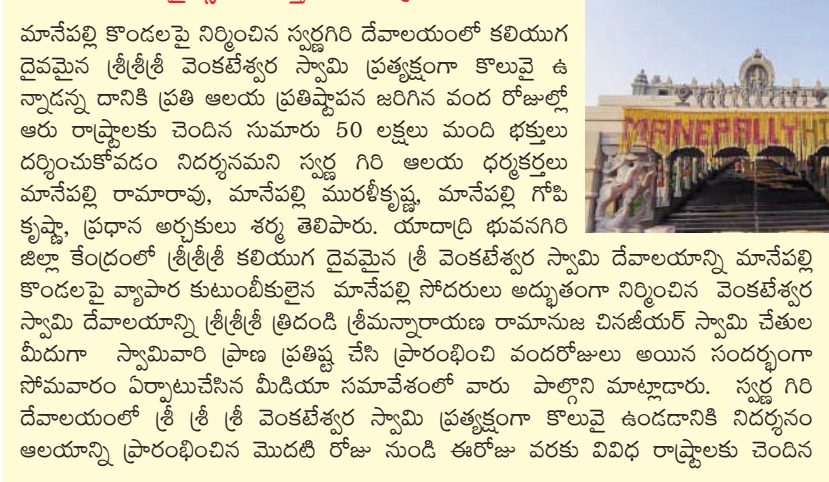 మానేపల్లి కొండలపై నిర్మించిన స్వర్ణగిరి దేవాలయంలో కలియుగ
దైవమైన శ్రీశ్రీశ్రీ వెంకటేశ్వర స్వామి ప్రత్యక్షంగా కొలువై ఉ
న్నాడన్న దానికి ప్రతి ఆలయ ప్రతిష్టాపన జరిగిన వంద రోజుల్లో
ఆరు రాష్ట్రాలకు చెందిన సుమారు 50 లక్షలు మంది భక్తులు
దర్శించుకోవడం నిదర్శనమని స్వర్ణ గిరి ఆలయ ధర్మకర్తలు
మానేపల్లి రామారావు, మానేపల్లి మురళీకృష్ణ, మానేపల్లి గోపి
కృష్ణా, ప్రధాన అర్చకులు శర్మ తెలిపారు. యాదాద్రి భువనగిరి
జిల్లా కేంద్రంలో శ్రీశ్రీశ్రీ కలియుగ దైవమైన శ్రీ వెంకటేశ్వర స్వామి దేవాలయాన్ని మానేపల్లి
కొండలపై వ్యాపార కుటుంబీకులైన మానేపల్లి సోదరులు అద్భుతంగా నిర్మించిన వెంకటేశ్వర
స్వామి దేవాలయాన్ని శ్రీశ్రీశ్రీ త్రిదండి శ్రీమన్నారాయణ రామానుజ చినజీయర్ స్వామి చేతుల
మీదుగా స్వామివారి ప్రాణ ప్రతిష్ట చేసి ప్రారంభించి వందరోజులు అయిన సందర్భంగా
సోమవారం ఏర్పాటుచేసిన మీడియా సమావేశంలో వారు పాల్గొని మాట్లాడారు. స్వర్ణ గిరి
దేవాలయంలో శ్రీ శ్రీ శ్రీ వెంకటేశ్వర స్వామి ప్రత్యక్షంగా కొలువై ఉండడానికి నిదర్శనం
ఆలయాన్ని ప్రారంభించిన మొదటి రోజు నుండి ఈరోజు వరకు వివిధ రాష్ట్రాలకు చెందిన
MANEPALLY HI